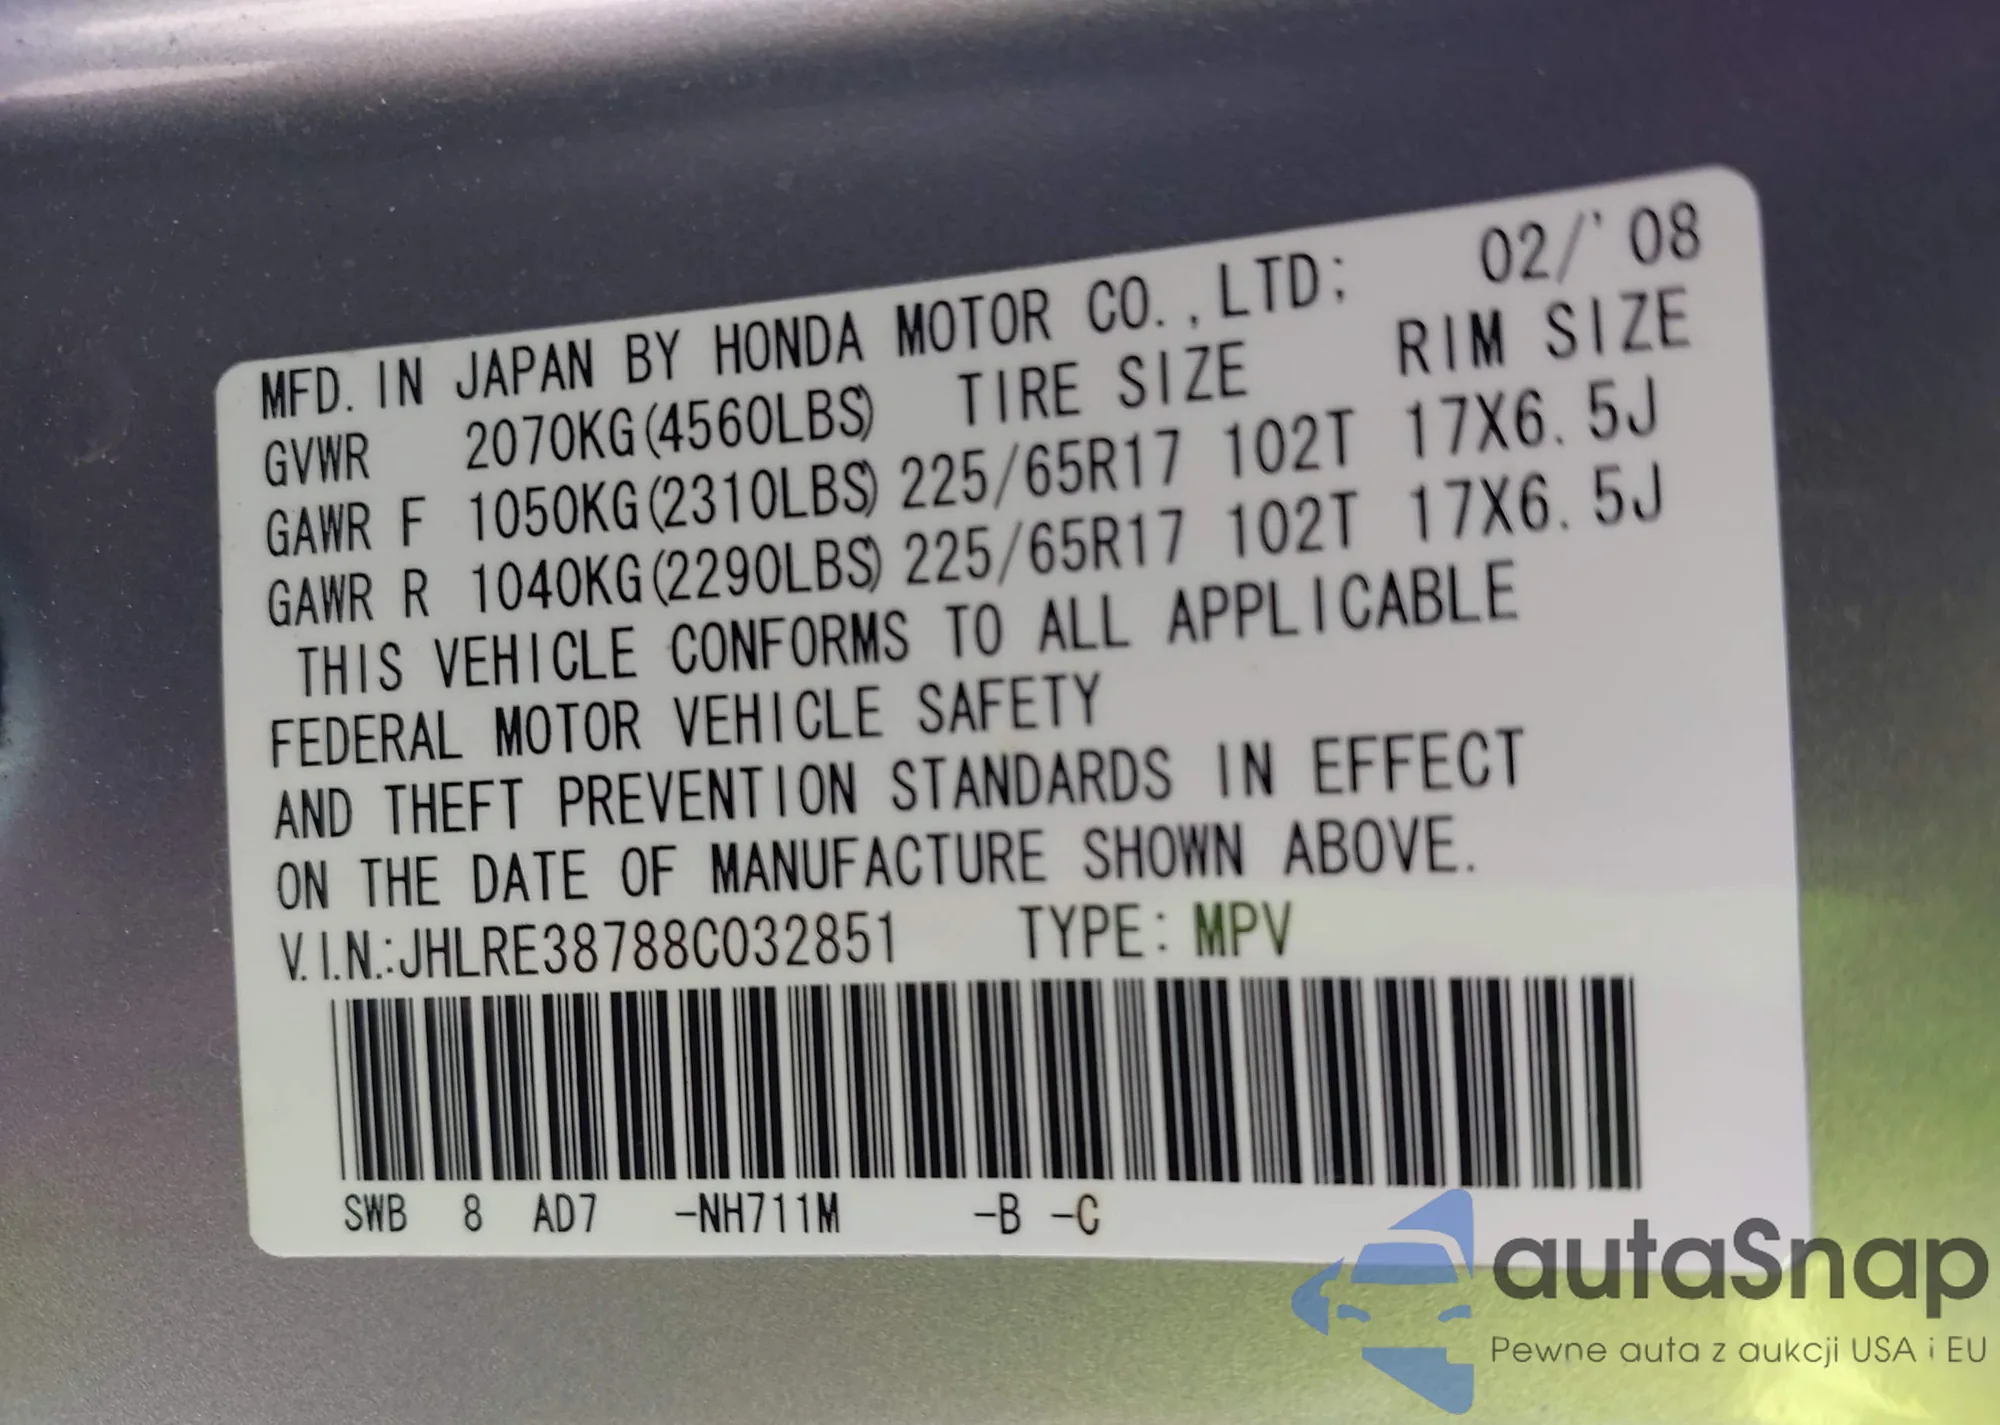 MFD. IN JAPAN BY HONDA MOTOR CO.,LTD; 02/'08
GVWR 2070KG(4560LBS) TIRE SIZE RIM SIZE
GAWR F 1050KG(2310LBS) 225/65R17 102T 17X6.5J
GAWR R 1040KG(2290LBS) 225/65R17 102T 17X6.5J
THIS VEHICLE CONFORMS TO ALL APPLICABLE
FEDERAL MOTOR VEHICLE SAFETY
AND THEFT PREVENTION STANDARDS IN EFFECT
ON THE DATE OF MANUFACTURE SHOWN ABOVE.
V.I.N.:JHLRE38788C032851 TYPE: MPV
SWB 8 AD7 -NH711M -B -C
autaSnap
Pewne auta z aukcji USA i EU